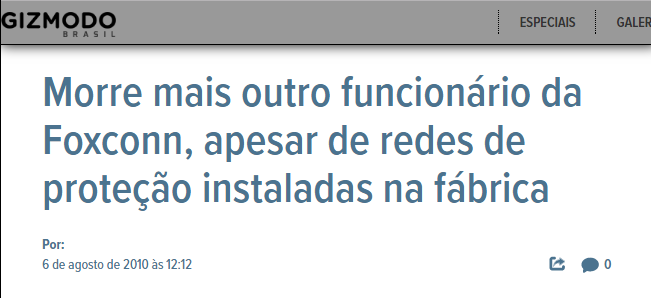 GIZMODO
BRASIL
ESPECIAIS
GALER
Morre mais outro funcionário da
Foxconn, apesar de redes de
proteção instaladas na fábrica
Por:
6 de agosto de 2010 às 12:12
0